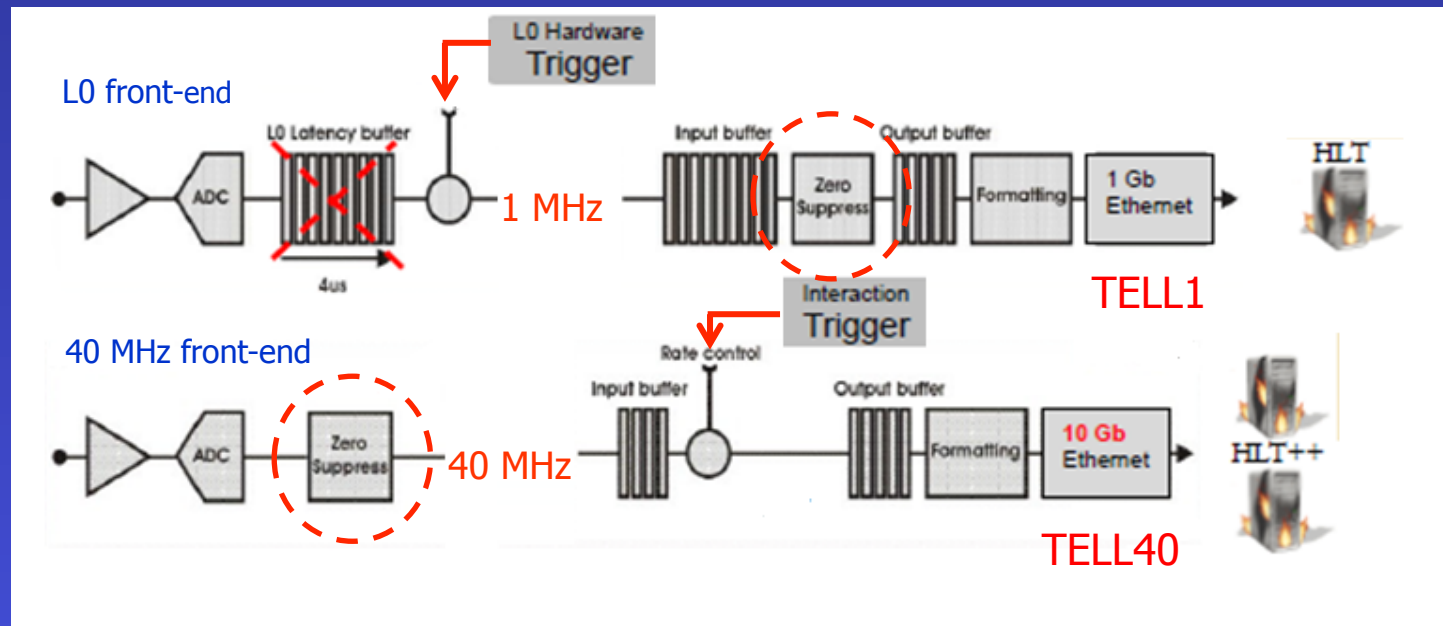 L0 Hardware
Trigger
L0 front-end
L0 Latency buffer
ADC
4us
1 MHz
Input buffer
Zero
Suppress
Output buffer
Formatting
1 Gb
Ethernet
HLT
TELL1
Interaction
Trigger
40 MHz front-end
Rate control
ADC
Zero
Suppress
40 MHz
Input buffer
Output buffer
Formatting
10 Gb
Ethernet
HLT++
TELL40